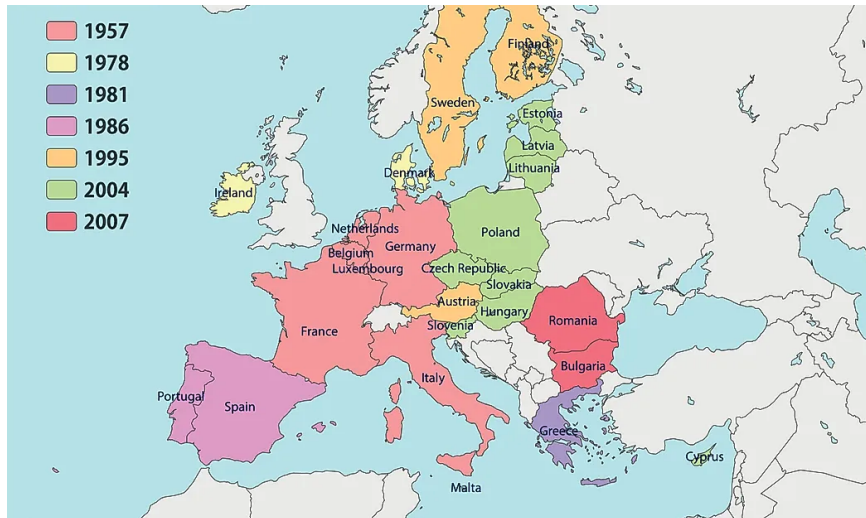 1957
1978
1981
1986
1995
2004
2007
Finland
Sweden
Estonia
Latvia
Lithuania
Denmark
Ireland
Netherlands
Germany
Poland
Belgium
Luxembourg
Czech Republic
Slovakia
Austria
Hungary
Slovenia
France
Romania
Bulgaria
Italy
Portugal
Spain
Greece
Cyprus
Malta